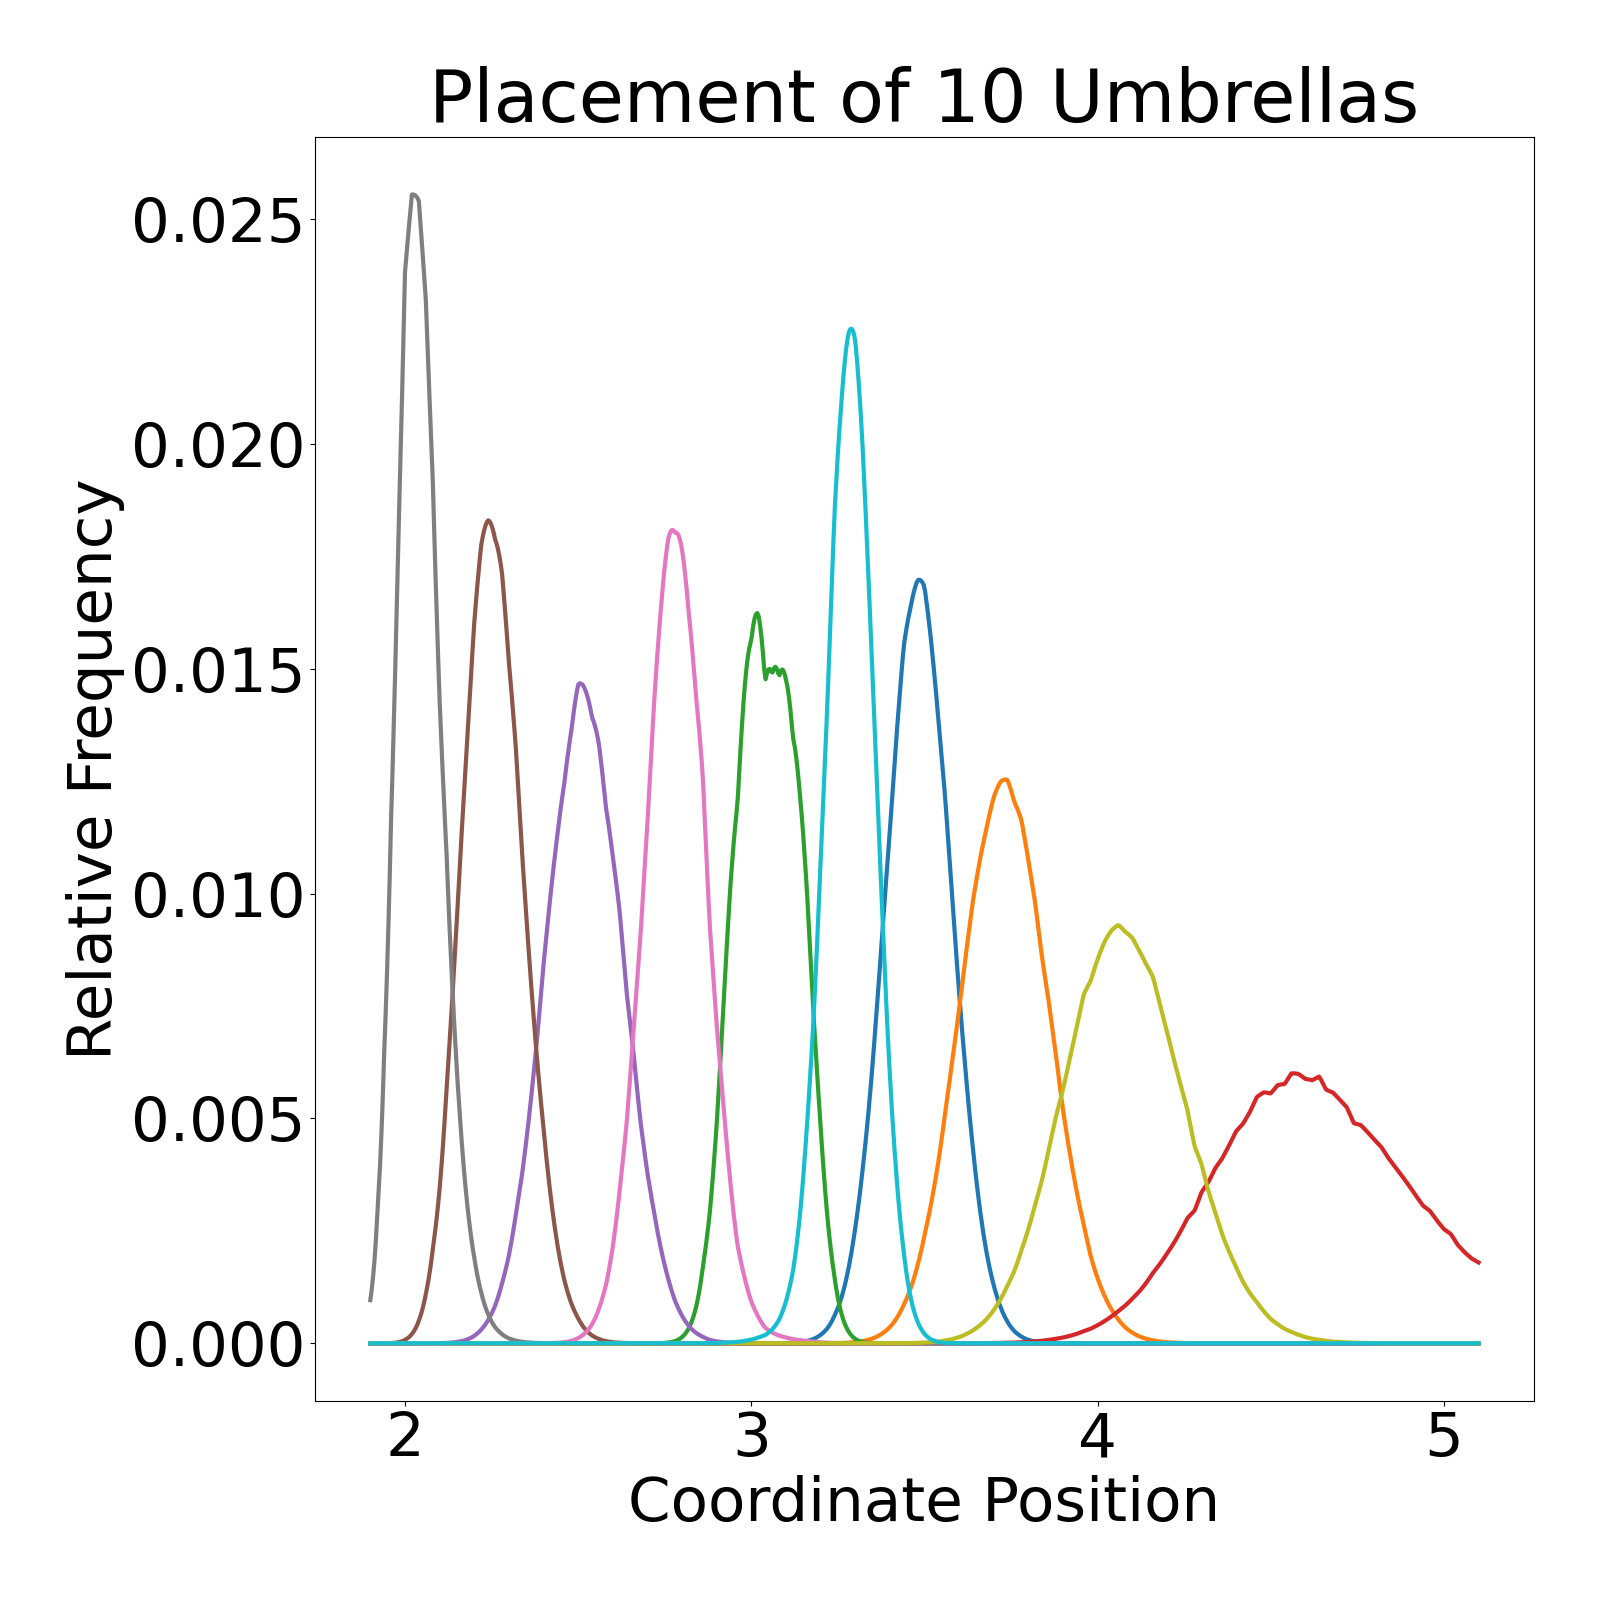 Placement of 10 Umbrellas
0.025
0.020
0.015
0.010
0.005
0.000
Relative Frequency
2 3 4 5
Coordinate Position